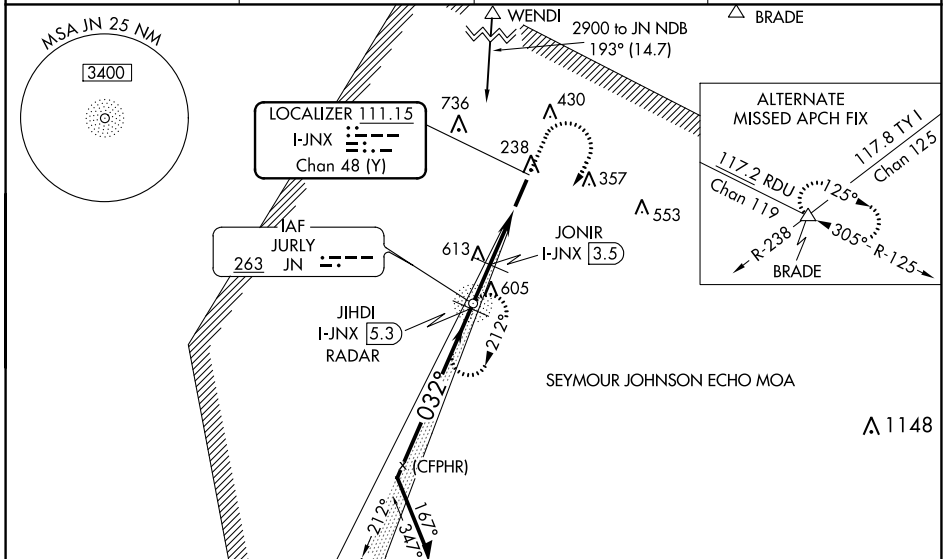 MSA JN 25 NM
3400
WENDI
2900 to JN NDB
193° (14.7)
BRADE
LOCALIZER 111.15
I-JNX
Chan 48 (Y)
736
430
238
357
553
ALTERNATE
MISSED APCH FIX
117.8 TYI
Chan 125
117.2 RDU
Chan 119
125°
305°
R-125
R-238
BRADE
IAF
JURLY
263 JN
613
JONIR
I-JNX 3.5
605
JIHDI
I-JNX 5.3
RADAR
212°
032°
SEYMOUR JOHNSON ECHO MOA
1148
(CFPHR)
212°
347°
167°